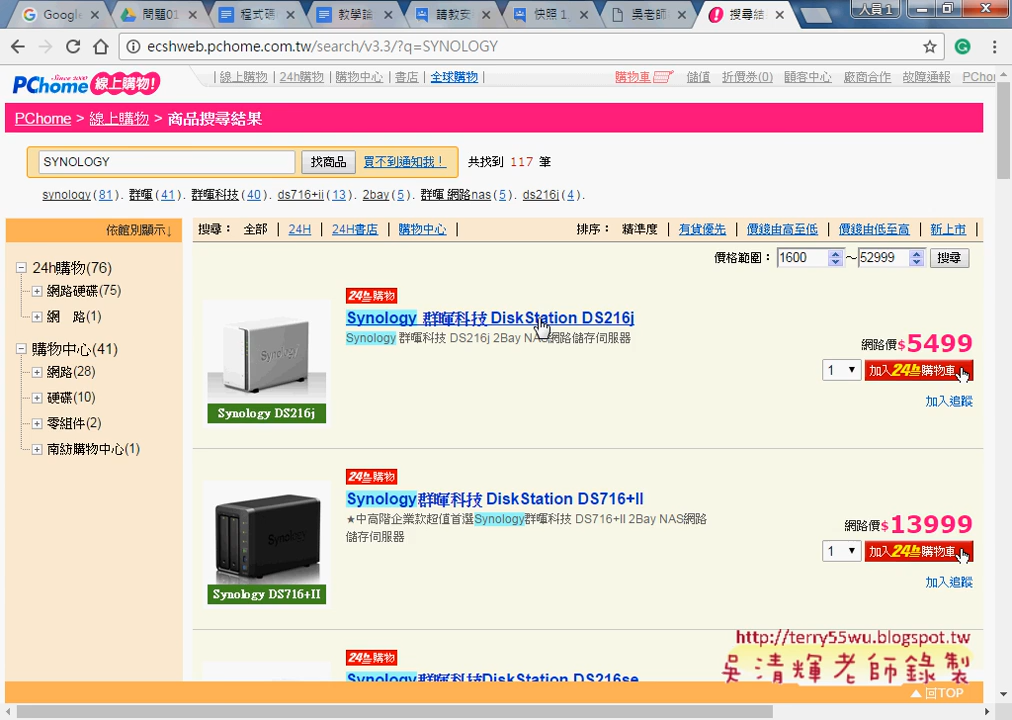 Google
問題01
程式碼
教學論
請教安
快照 1
吳老師
搜尋結
人員 1
ecshweb.pchome.com.tw/search/v3.3/?q=SYNOLOGY
Since 2000
PChome 線上購物!
線上購物 | 24h購物 | 購物中心 | 書店 | 全球購物 |
購物車 儲值 折價券(0) 顧客中心 廠商合作 故障通報 PChor
PChome > 線上購物 > 商品搜尋結果
SYNOLOGY 找商品 買不到通知我! 共找到 117 筆
synology(81). 群暉(41). 群暉科技(40). ds716+ii(13). 2bay(5). 群暉 網路nas(5). ds216j(4).
依館別顯示↓
24h購物(76)
網路硬碟(75)
網 路(1)
購物中心(41)
網路(28)
硬碟(10)
零組件(2)
南紡購物中心(1)
搜尋: 全部 | 24H | 24H書店 | 購物中心 |
排序: 精準度 | 有貨優先 | 價錢由高至低 | 價錢由低至高 | 新上市 |
價格範圍: 1600 ~ 52999 搜尋
24h購物
Synology 群暉科技 DiskStation DS216j
Synology 群暉科技 DS216j 2Bay NAS網路儲存伺服器
Synology
Synology DS216j
網路價$5499
1 加入24h購物車
加入追蹤
24h購物
Synology群暉科技 DiskStation DS716+II
★中高階企業款超值首選Synology群暉科技 DS716+II 2Bay NAS網路
儲存伺服器
Synology
Synology DS716+II
網路價$13999
1 加入24h購物車
加入追蹤
24h購物
Synology群暉科技DiskStation DS216se
http://terry55wu.blogspot.tw
吳清輝老師錄製
▲回TOP